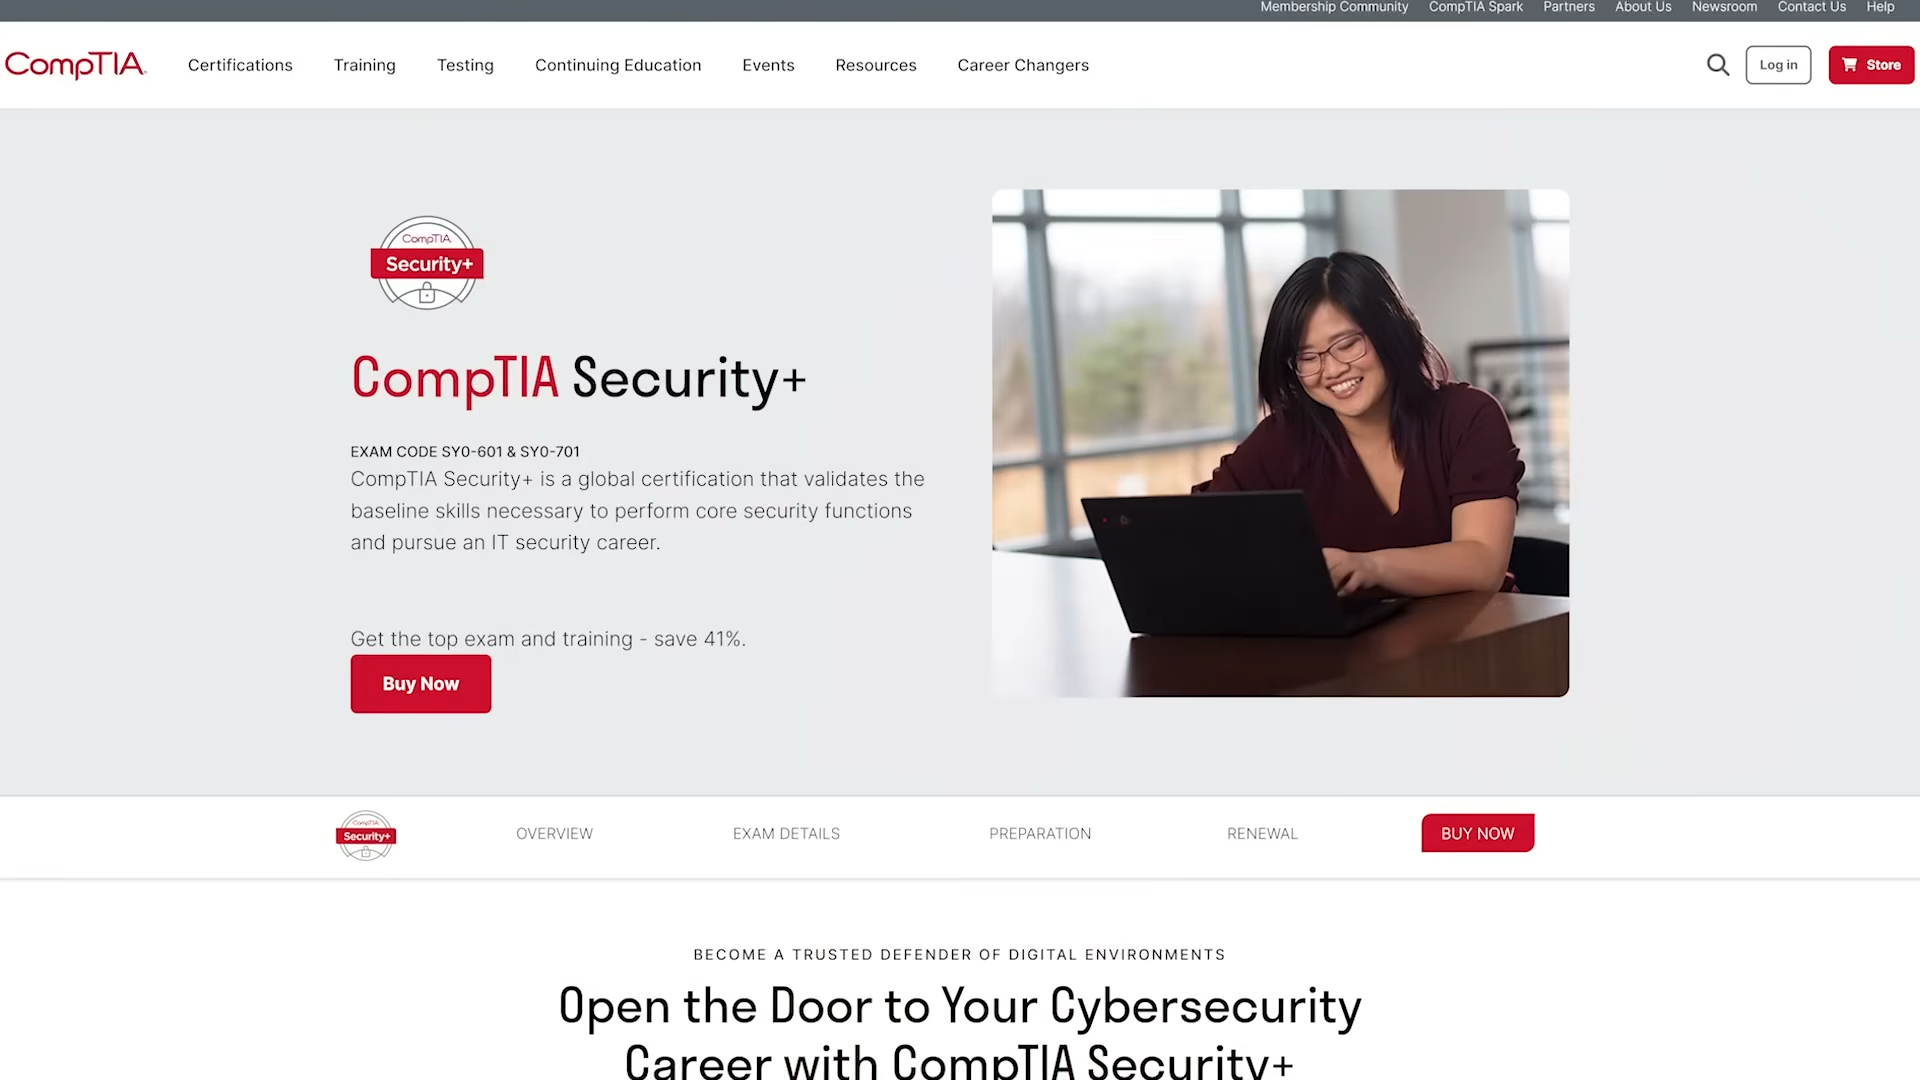 Membership Community
CompTIA Spark
Partners
About Us
Newsroom
Contact Us
Help
CompTIA.
Certifications
Training
Testing
Continuing Education
Events
Resources
Career Changers
Log in
Store
CompTIA
Security+
CompTIA Security+
EXAM CODE SY0-601 & SY0-701
CompTIA Security+ is a global certification that validates the
baseline skills necessary to perform core security functions
and pursue an IT security career.
Get the top exam and training - save 41%.
Buy Now
CompTIA
Security+
OVERVIEW
EXAM DETAILS
PREPARATION
RENEWAL
BUY NOW
BECOME A TRUSTED DEFENDER OF DIGITAL ENVIRONMENTS
Open the Door to Your Cybersecurity
Career with CompTIA Security+